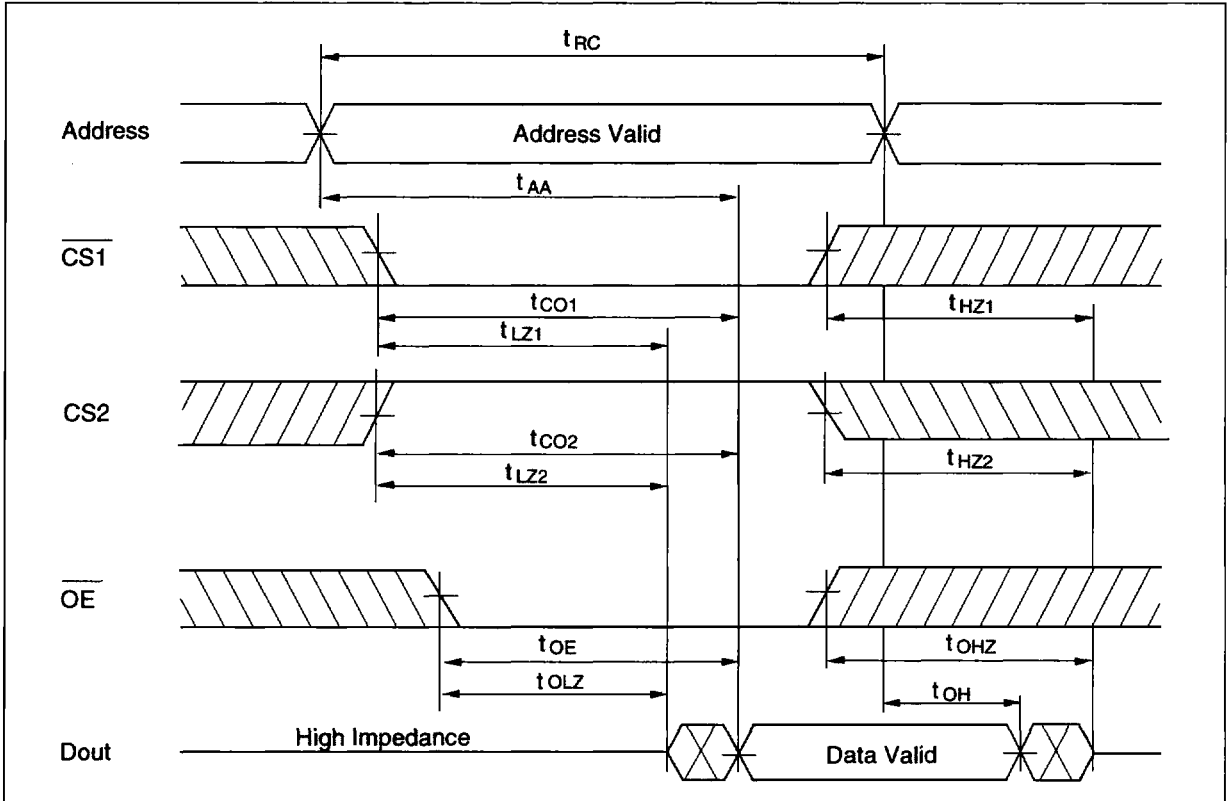 tRC
Address
Address Valid
tAA
CS1
tCO1
tHZ1
tLZ1
CS2
tCO2
tHZ2
tLZ2
OE
tOE
tOHZ
tOLZ
tOH
High Impedance
Dout
Data Valid